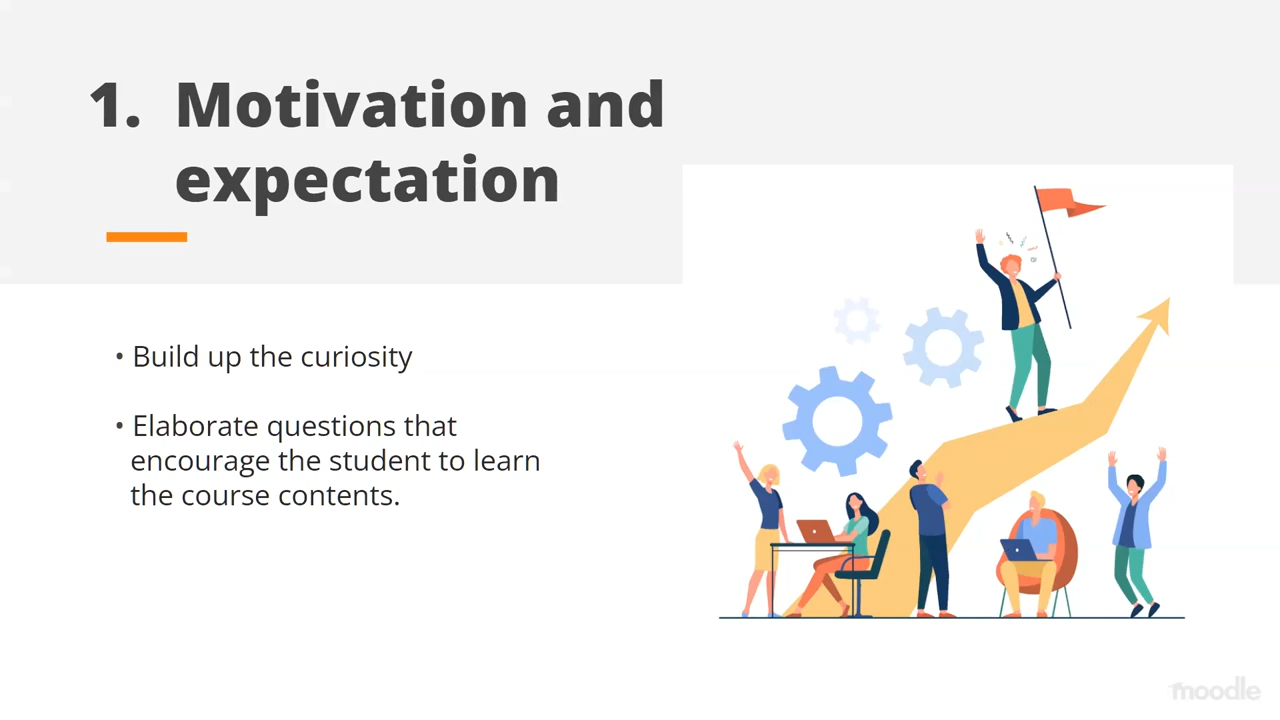 1. Motivation and
expectation
• Build up the curiosity
• Elaborate questions that
encourage the student to learn
the course contents.
moodle